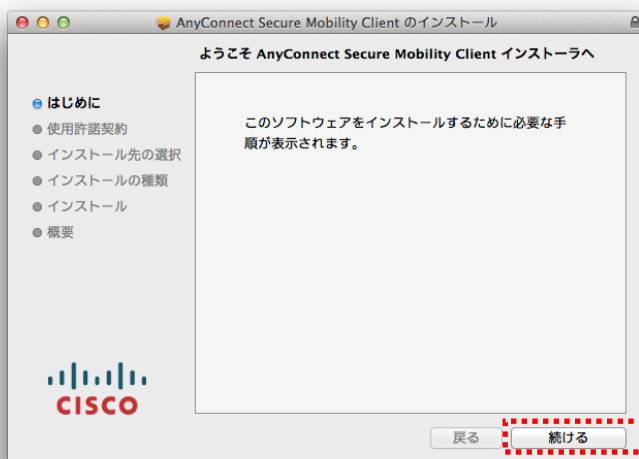 AnyConnect Secure Mobility Client のインストール
ようこそ AnyConnect Secure Mobility Client インストーラへ
はじめに
使用許諾契約
インストール先の選択
インストールの種類
インストール
概要
このソフトウェアをインストールするために必要な手
順が表示されます。
CISCO
戻る
続ける